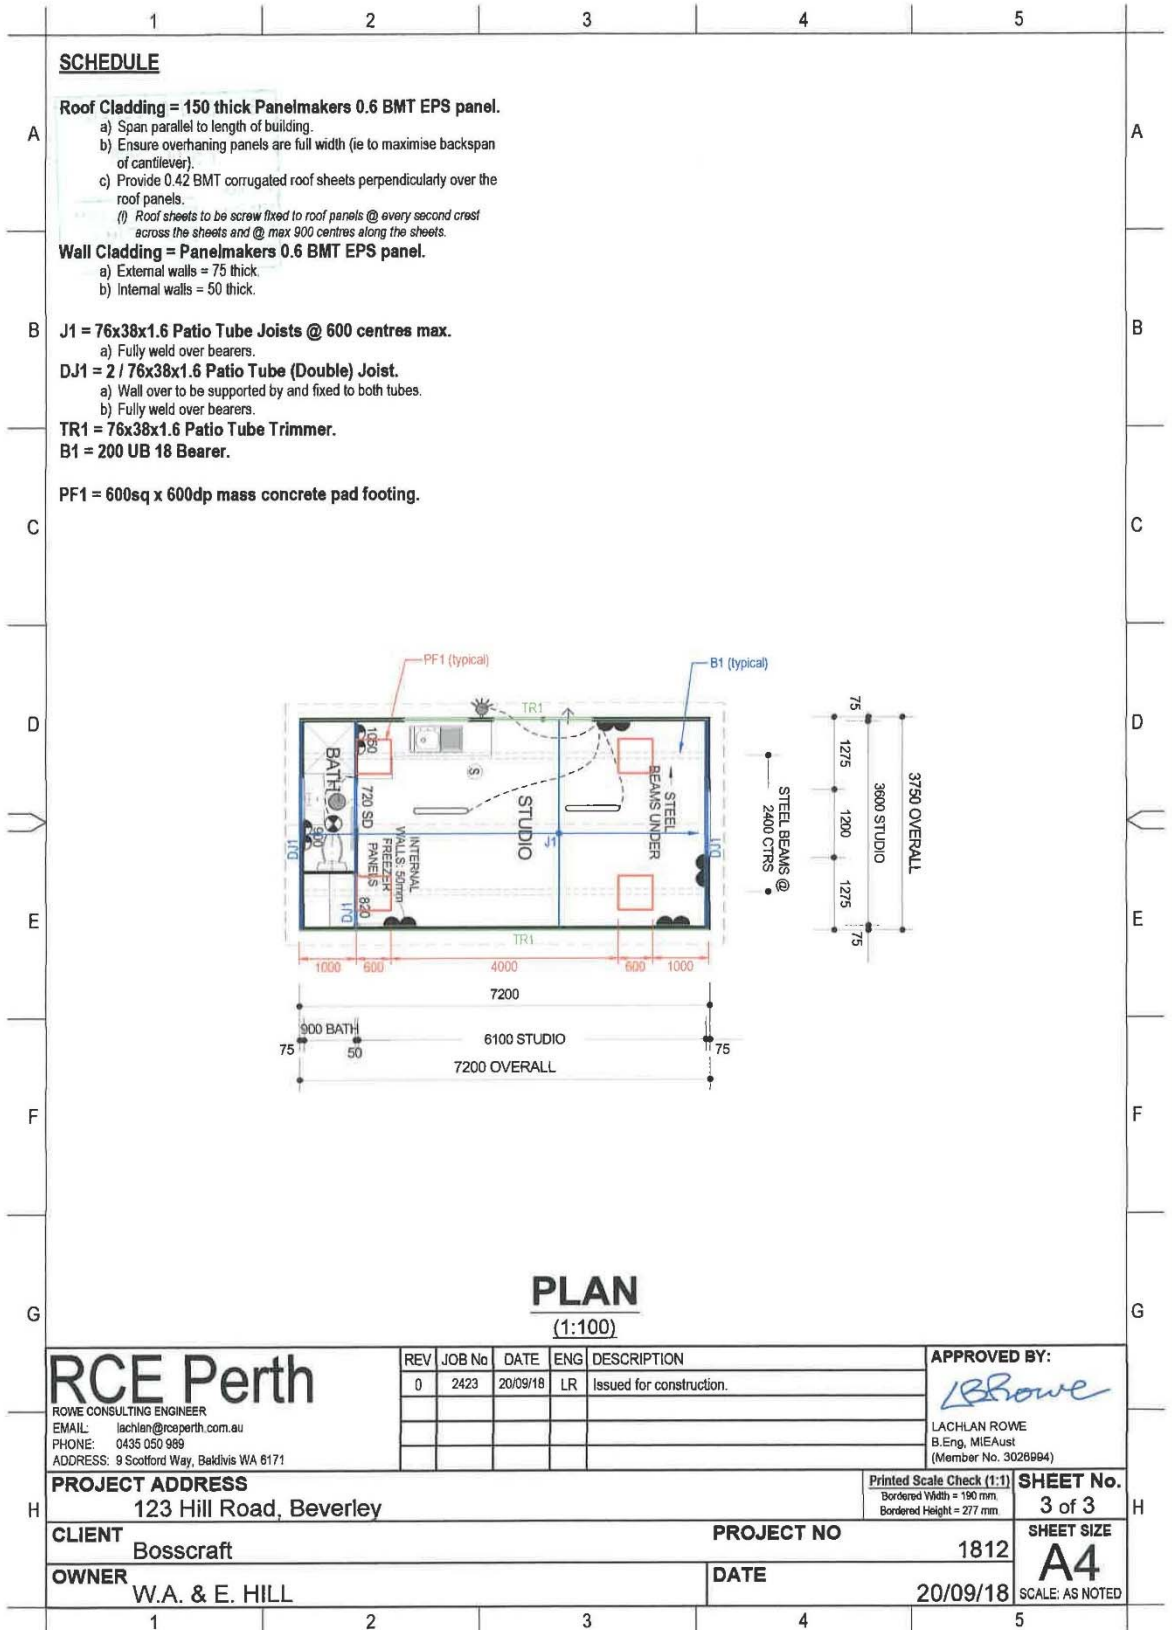 1 2 3 4 5
SCHEDULE
Roof Cladding = 150 thick Panelmakers 0.6 BMT EPS panel.
a) Span parallel to length of building.
b) Ensure overhaning panels are full width (ie to maximise backspan
of cantilever).
c) Provide 0.42 BMT corrugated roof sheets perpendicularly over the
roof panels.
(i) Roof sheets to be screw fixed to roof panels @ every second crest
across the sheets and @ max 900 centres along the sheets.
Wall Cladding = Panelmakers 0.6 BMT EPS panel.
a) External walls = 75 thick.
b) Internal walls = 50 thick.
J1 = 76x38x1.6 Patio Tube Joists @ 600 centres max.
a) Fully weld over bearers.
DJ1 = 2 / 76x38x1.6 Patio Tube (Double) Joist.
a) Wall over to be supported by and fixed to both tubes.
b) Fully weld over bearers.
TR1 = 76x38x1.6 Patio Tube Trimmer.
B1 = 200 UB 18 Bearer.
PF1 = 600sq x 600dp mass concrete pad footing.
A A
B B
C C
D D
E E
F F
G G
H H
PF1 (typical)
B1 (typical)
TR1
1050
BATH
720 SD
S
STUDIO
STEEL
BEAMS UNDER
900
J1
DJ1
DJ1
DJ1
INTERNAL
WALLS: 50mm
FREEZER
PANELS
820
TR1
75
1275
1200
1275
75
3600 STUDIO
3750 OVERALL
STEEL BEAMS @
2400 CTRS
1000 600 4000 600 1000
7200
900 BATH
75 50 6100 STUDIO 75
7200 OVERALL
PLAN
(1:100)
RCE Perth
ROWE CONSULTING ENGINEER
EMAIL: lachlan@rceperth.com.au
PHONE: 0435 050 989
ADDRESS: 9 Scotford Way, Baldivis WA 6171
REV JOB No DATE ENG DESCRIPTION
0 2423 20/09/18 LR Issued for construction.
APPROVED BY:
LBRowe
LACHLAN ROWE
B.Eng, MIEAust
(Member No. 3026994)
PROJECT ADDRESS
123 Hill Road, Beverley
Printed Scale Check (1:1)
Bordered Width = 190 mm
Bordered Height = 277 mm
SHEET No.
3 of 3
CLIENT
Bosscraft
PROJECT NO
1812
SHEET SIZE
A4
SCALE: AS NOTED
OWNER
W.A. & E. HILL
DATE
20/09/18
1 2 3 4 5